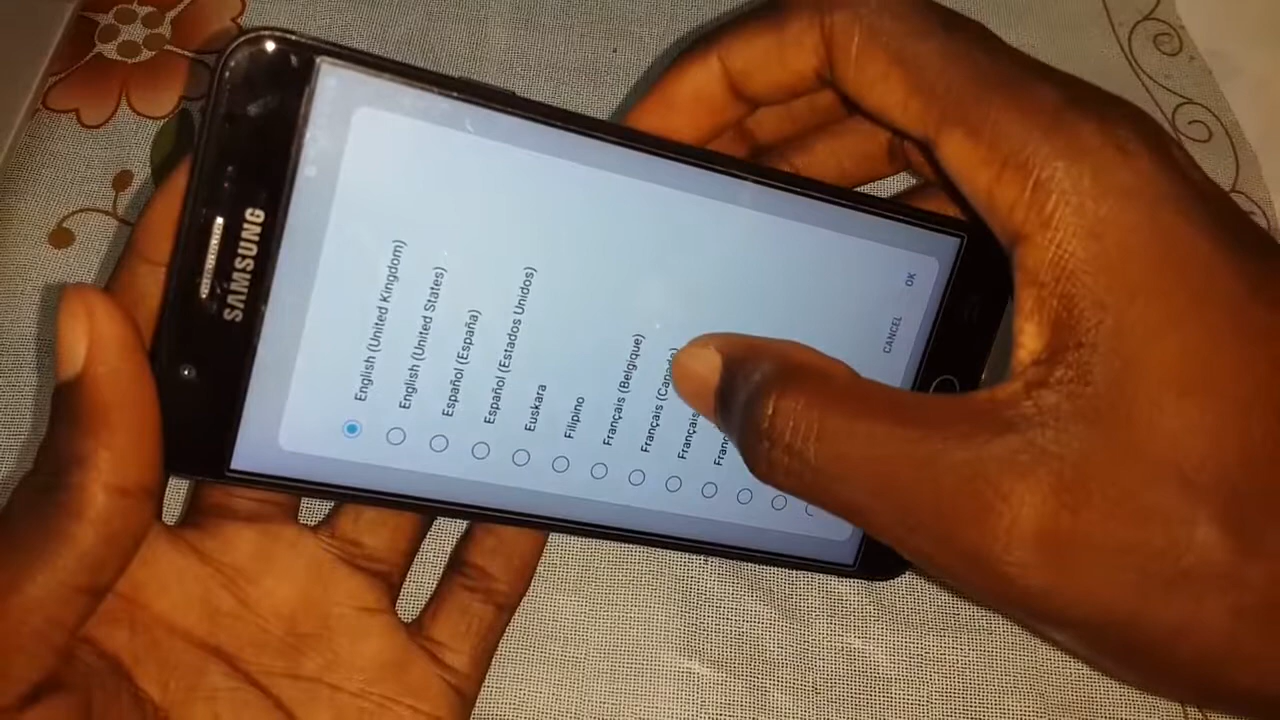 SAMSUNG
English (United Kingdom)
English (United States)
Español (España)
Español (Estados Unidos)
Euskara
Filipino
Français (Belgique)
Français (Canada)
Français
CANCEL
OK